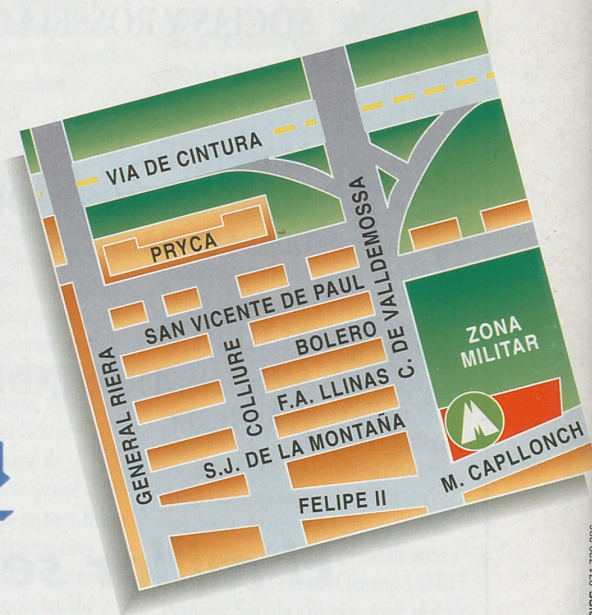 VIA DE CINTURA
PRYCA
SAN VICENTE DE PAUL
BOLERO
F.A. LLINAS
S.J. DE LA MONTAÑA
FELIPE II
GENERAL RIERA
COLLIURE
C. DE VALLDEMOSSA
ZONA
MILITAR
M. CAPLLONCH